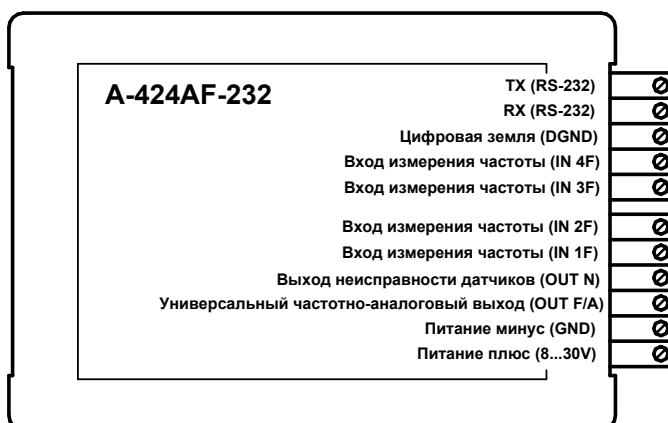 A-424AF-232
TX (RS-232)
RX (RS-232)
Цифровая земля (DGND)
Вход измерения частоты (IN 4F)
Вход измерения частоты (IN 3F)
Вход измерения частоты (IN 2F)
Вход измерения частоты (IN 1F)
Выход неисправности датчиков (OUT N)
Универсальный частотно-аналоговый выход (OUT F/A)
Питание минус (GND)
Питание плюс (8...30V)